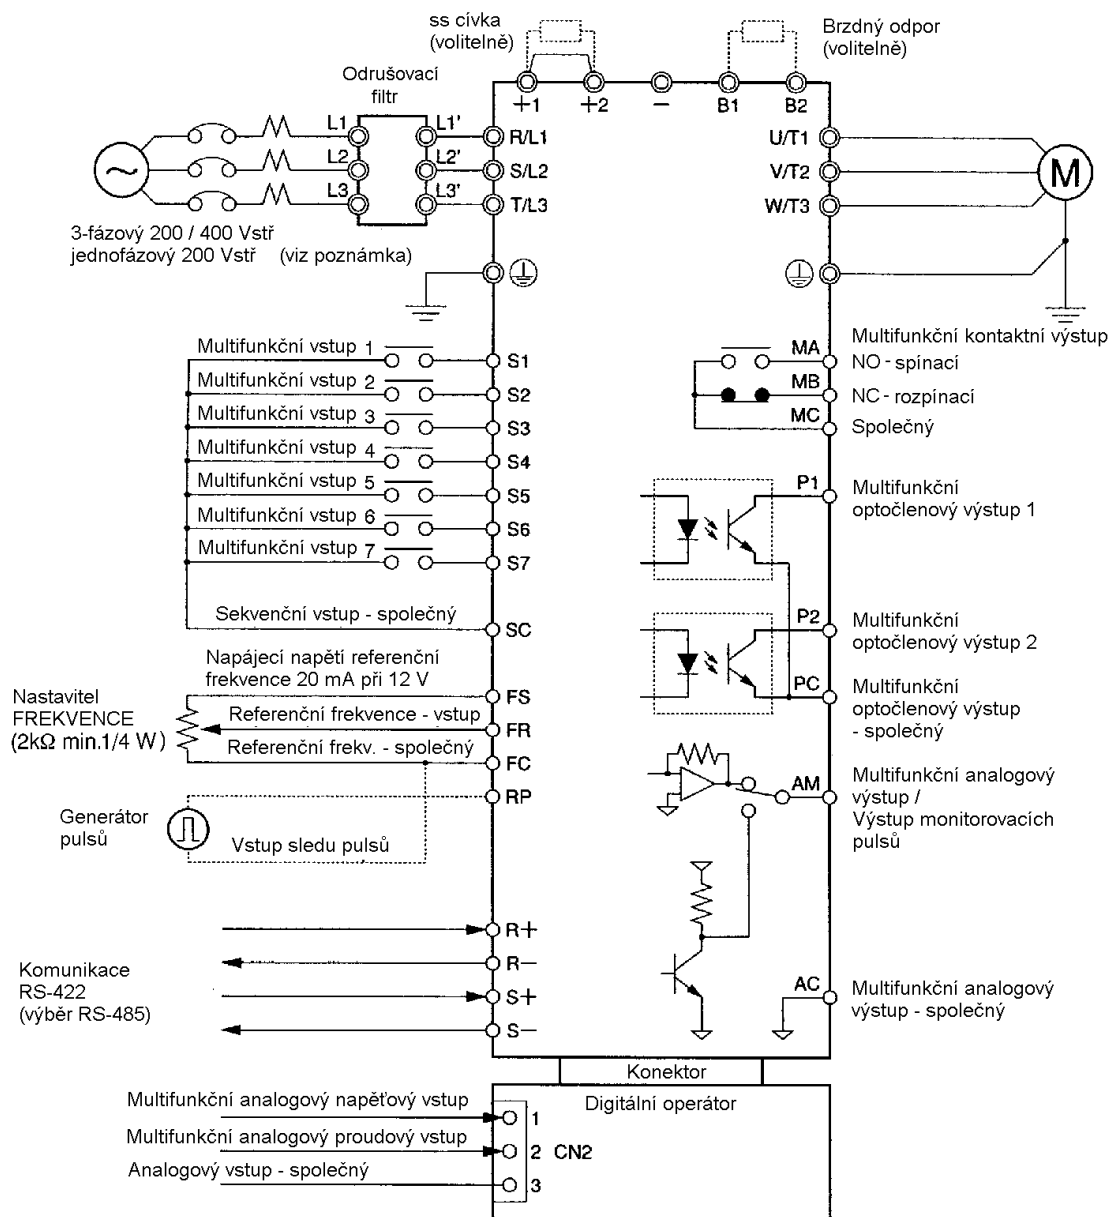 ss cívka
(volitelně)
Brzdný odpor
(volitelně)
Odrušovací
filtr
+1 +2 − B1 B2
L1 L1' R/L1
L2 L2' S/L2
L3 L3' T/L3
U/T1
V/T2
W/T3
M
3-fázový 200 / 400 Vstř
jednofázový 200 Vstř (viz poznámka)
Multifunkční vstup 1 S1
Multifunkční vstup 2 S2
Multifunkční vstup 3 S3
Multifunkční vstup 4 S4
Multifunkční vstup 5 S5
Multifunkční vstup 6 S6
Multifunkční vstup 7 S7
Sekvenční vstup - společný SC
Napájecí napětí referenční
frekvence 20 mA při 12 V FS
Nastavitel
FREKVENCE
(2kΩ min.1/4 W)
Referenční frekvence - vstup FR
Referenční frekv. - společný FC
RP
Generátor
pulsů
Vstup sledu pulsů
R+
R−
S+
S−
Komunikace
RS-422
(výběr RS-485)
Multifunkční kontaktní výstup
MA NO - spínací
MB NC - rozpínací
MC Společný
P1 Multifunkční
optočlenový výstup 1
P2 Multifunkční
optočlenový výstup 2
PC Multifunkční
optočlenový výstup
- společný
AM Multifunkční analogový
výstup /
Výstup monitorovacích
pulsů
AC Multifunkční analogový
výstup - společný
Konektor
Digitální operátor
Multifunkční analogový napěťový vstup 1
Multifunkční analogový proudový vstup 2 CN2
Analogový vstup - společný 3